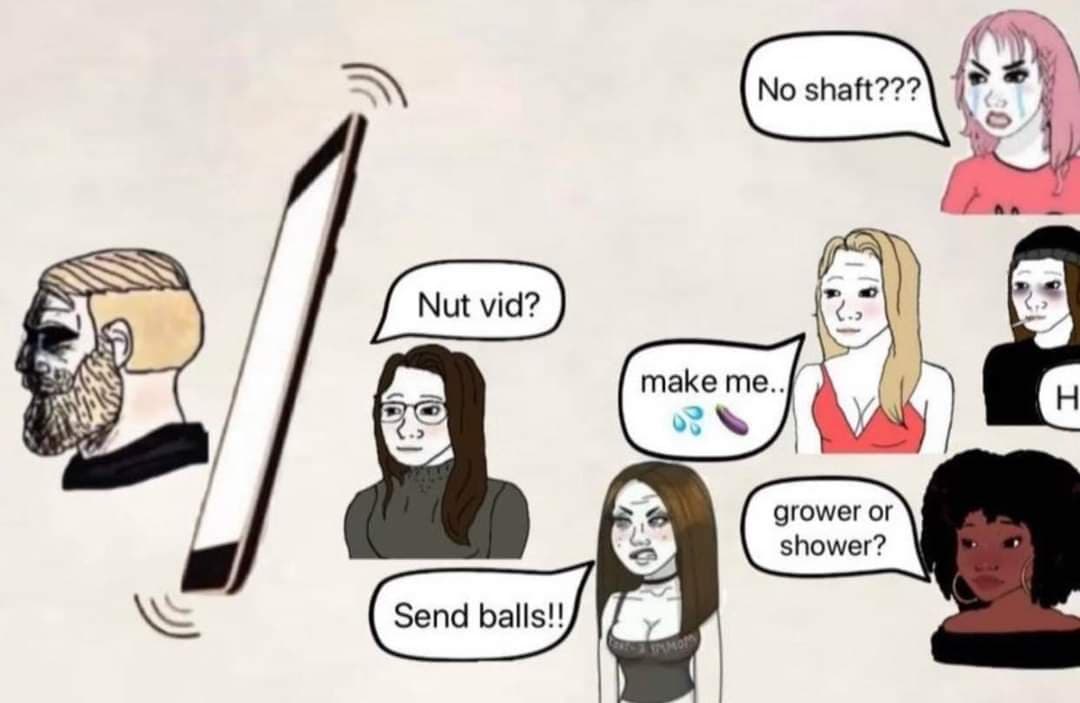 No shaft???
Nut vid?
make me..
💦 🍆
H
grower or
shower?
Send balls!!